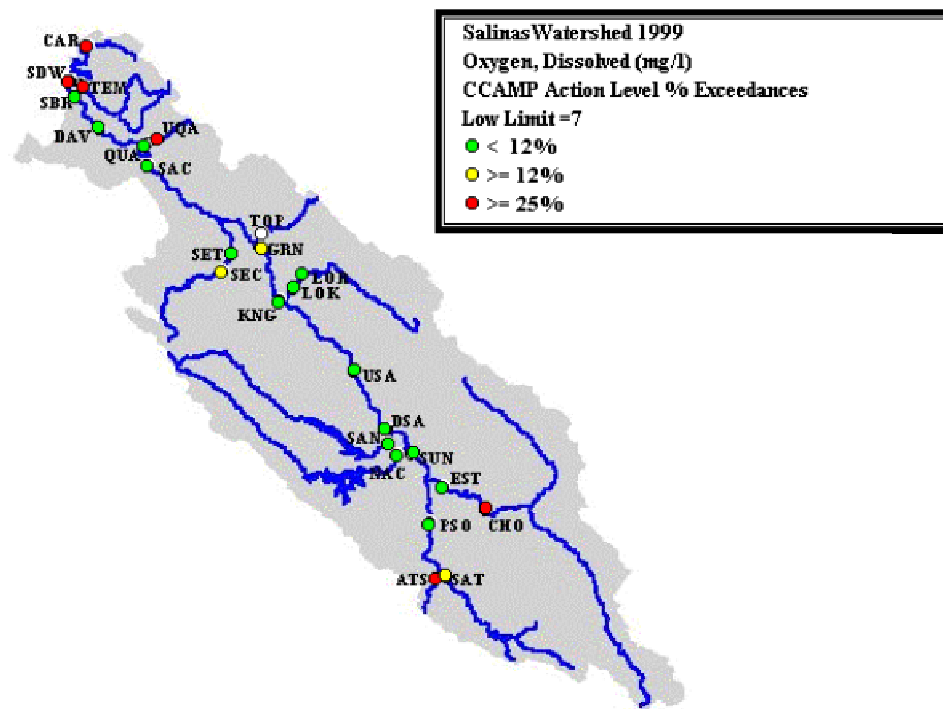 Salinas Watershed 1999
Oxygen, Dissolved (mg/l)
CCAMP Action Level % Exceedances
Low Limit =7
< 12%
>= 12%
>= 25%
CAR
SDW
TEM
SBR
DAV
UQA
QUA
SAC
TOP
GRN
SET
SEC
LOR
LOK
KNG
USA
DSA
SAN
SUN
NAC
EST
CHO
PSO
ATS
SAT